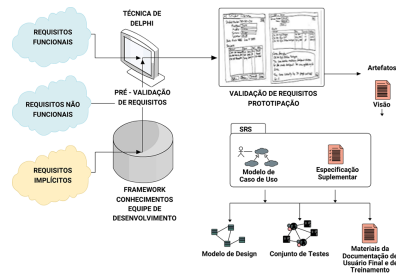 REQUISITOS
FUNCIONAIS
TÉCNICA DE
DELPHI
REQUISITOS NÃO
FUNCIONAIS
PRÉ - VALIDAÇÃO
DE REQUISITOS
VALIDAÇÃO DE REQUISITOS
PROTOTIPAÇÃO
Artefatos
Visão
REQUISITOS
IMPLÍCITOS
FRAMEWORK
CONHECIMENTOS
EQUIPE DE
DESENVOLVIMENTO
SRS
Modelo de
Caso de Uso
Especificação
Suplementar
Modelo de Design
Conjunto de Testes
Materiais da
Documentação de
Usuário Final e de
Treinamento